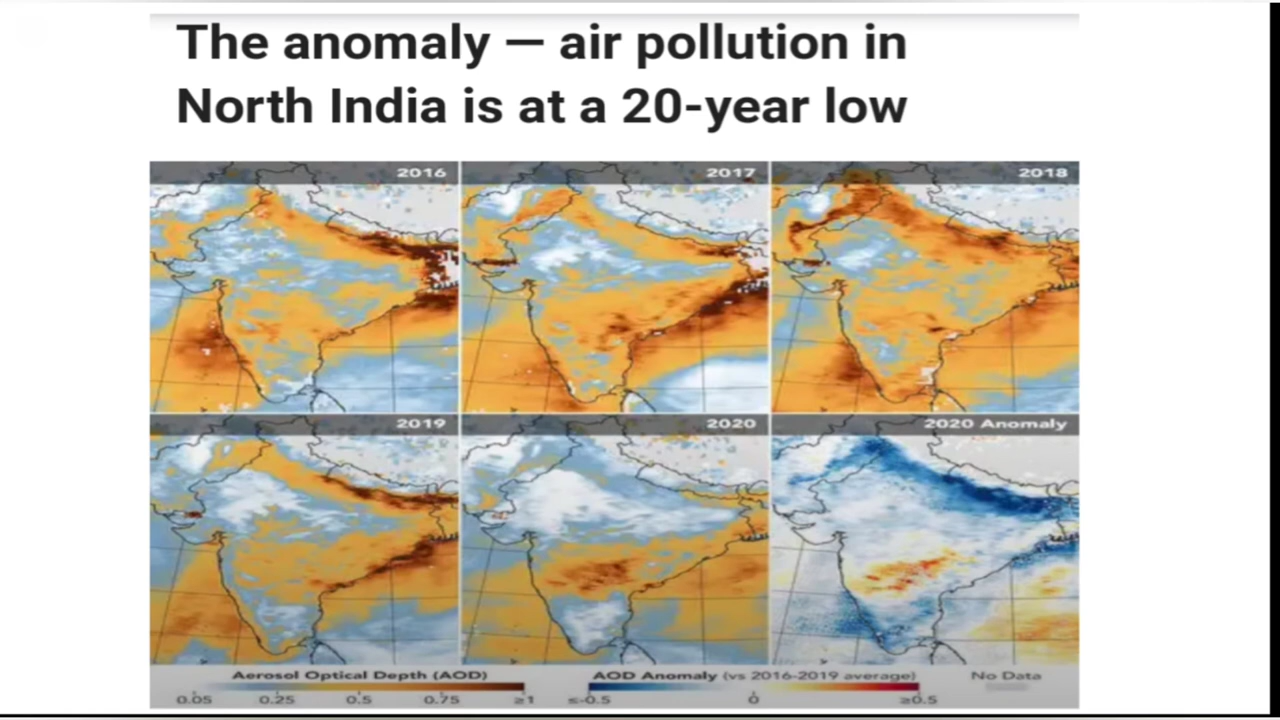 The anomaly — air pollution in
North India is at a 20-year low
2016
2017
2018
2019
2020
2020 Anomaly
Aerosol Optical Depth (AOD)
0.05 0.25 0.5 0.75 ≥1
AOD Anomaly (vs 2016-2019 average)
≤-0.5 0 ≥0.5
No Data